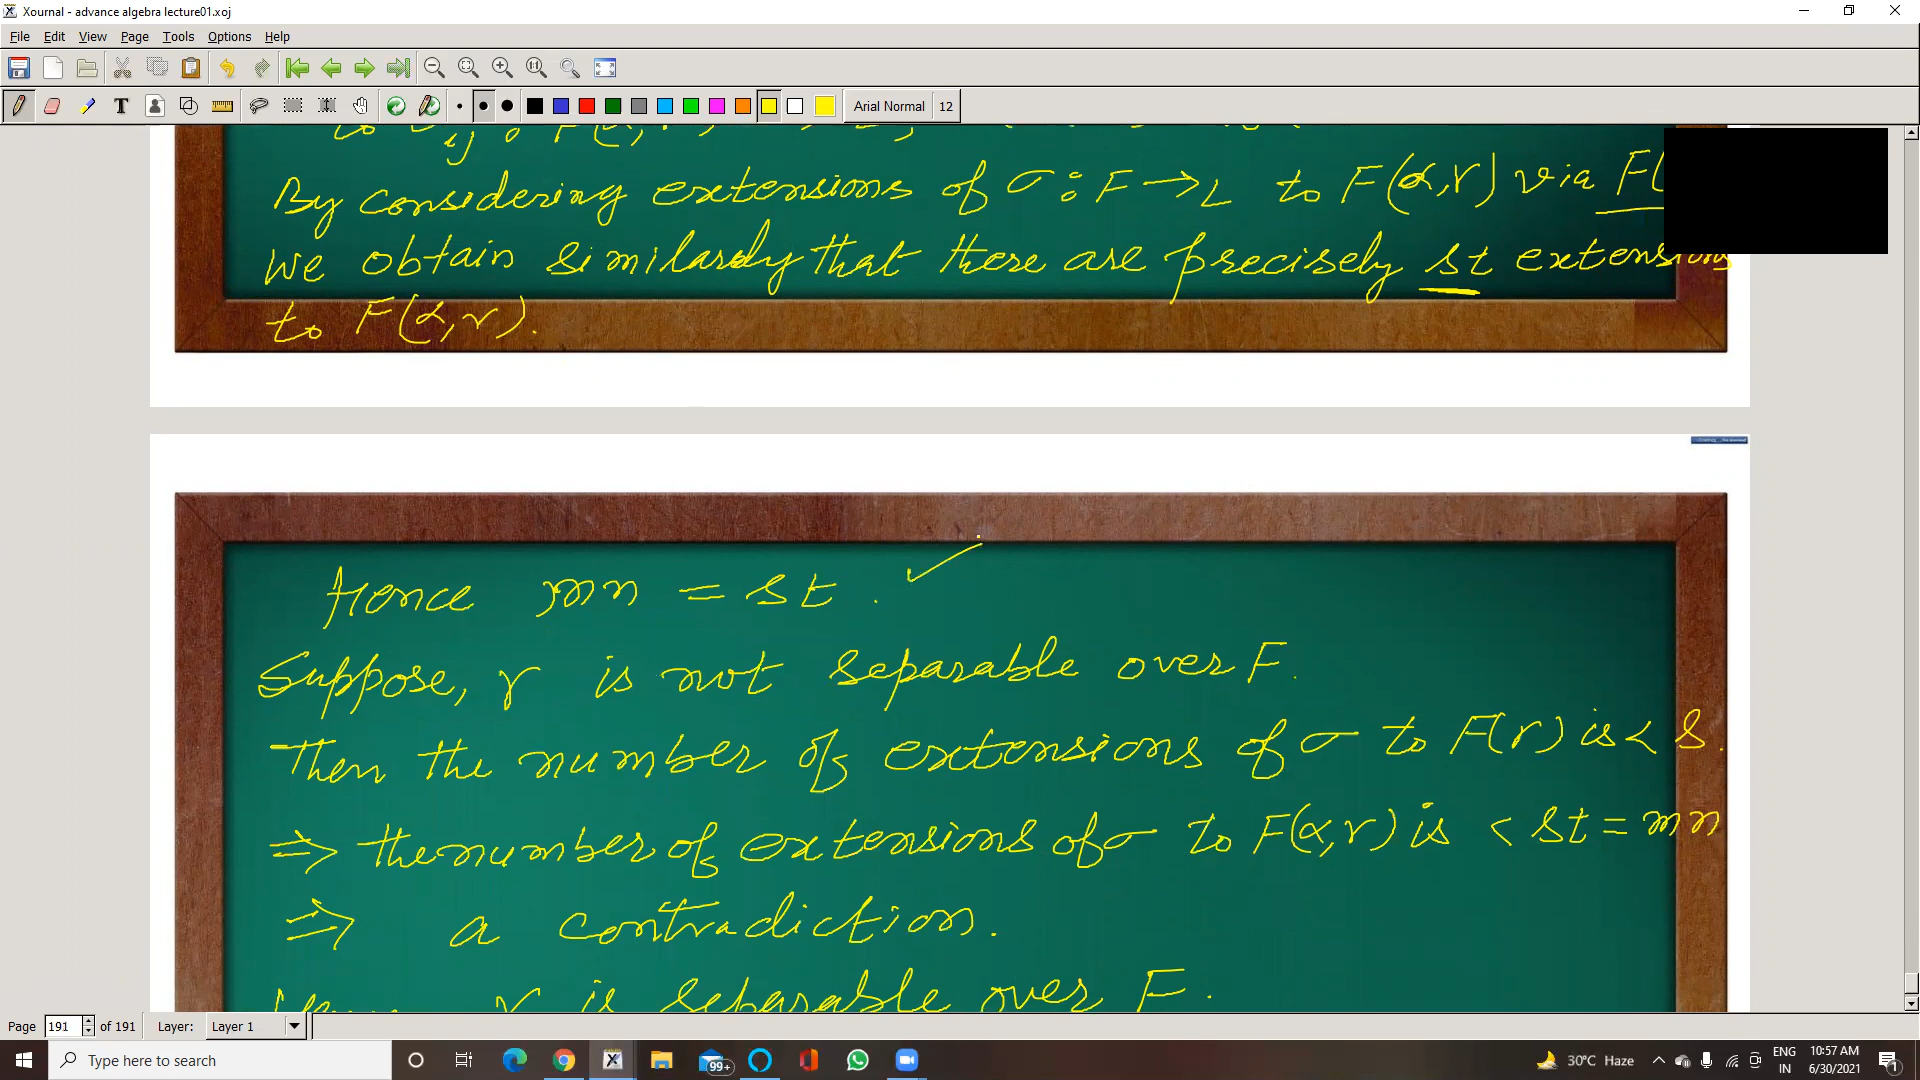 Xournal - advance algebra lecture01.xoj
File Edit View Page Tools Options Help
Arial Normal 12
By considering extensions of σ : F → L to F(α, γ) via F(
we obtain similarly that there are precisely st extensions
to F(α, γ).
Hence mn = st.
Suppose, γ is not separable over F.
Then the number of extensions of σ to F(γ) is < s.
⇒ the number of extensions of σ to F(α, γ) is < st = mn
⇒ a contradiction.
γ is separable over F.
Page 191 of 191 Layer: Layer 1
Type here to search
99+
30°C Haze
ENG
IN
10:57 AM
6/30/2021
1